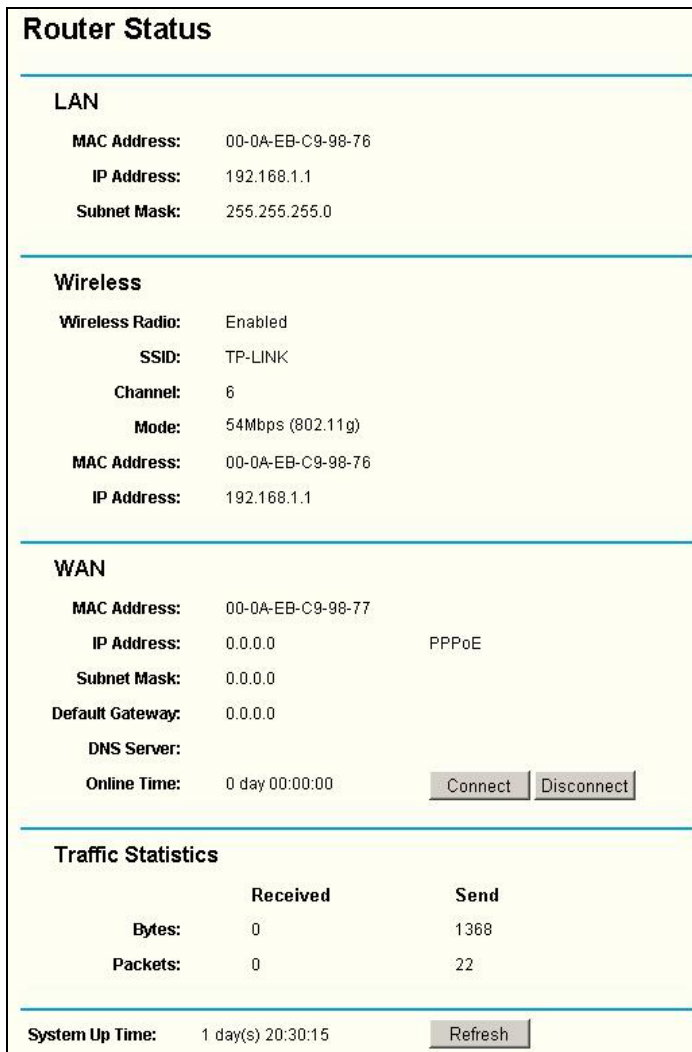 Router Status
LAN
MAC Address: 00-0A-EB-C9-98-76
IP Address: 192.168.1.1
Subnet Mask: 255.255.255.0
Wireless
Wireless Radio: Enabled
SSID: TP-LINK
Channel: 6
Mode: 54Mbps (802.11g)
MAC Address: 00-0A-EB-C9-98-76
IP Address: 192.168.1.1
WAN
MAC Address: 00-0A-EB-C9-98-77
IP Address: 0.0.0.0 PPPoE
Subnet Mask: 0.0.0.0
Default Gateway: 0.0.0.0
DNS Server:
Online Time: 0 day 00:00:00 Connect Disconnect
Traffic Statistics
Received Send
Bytes: 0 1368
Packets: 0 22
System Up Time: 1 day(s) 20:30:15 Refresh